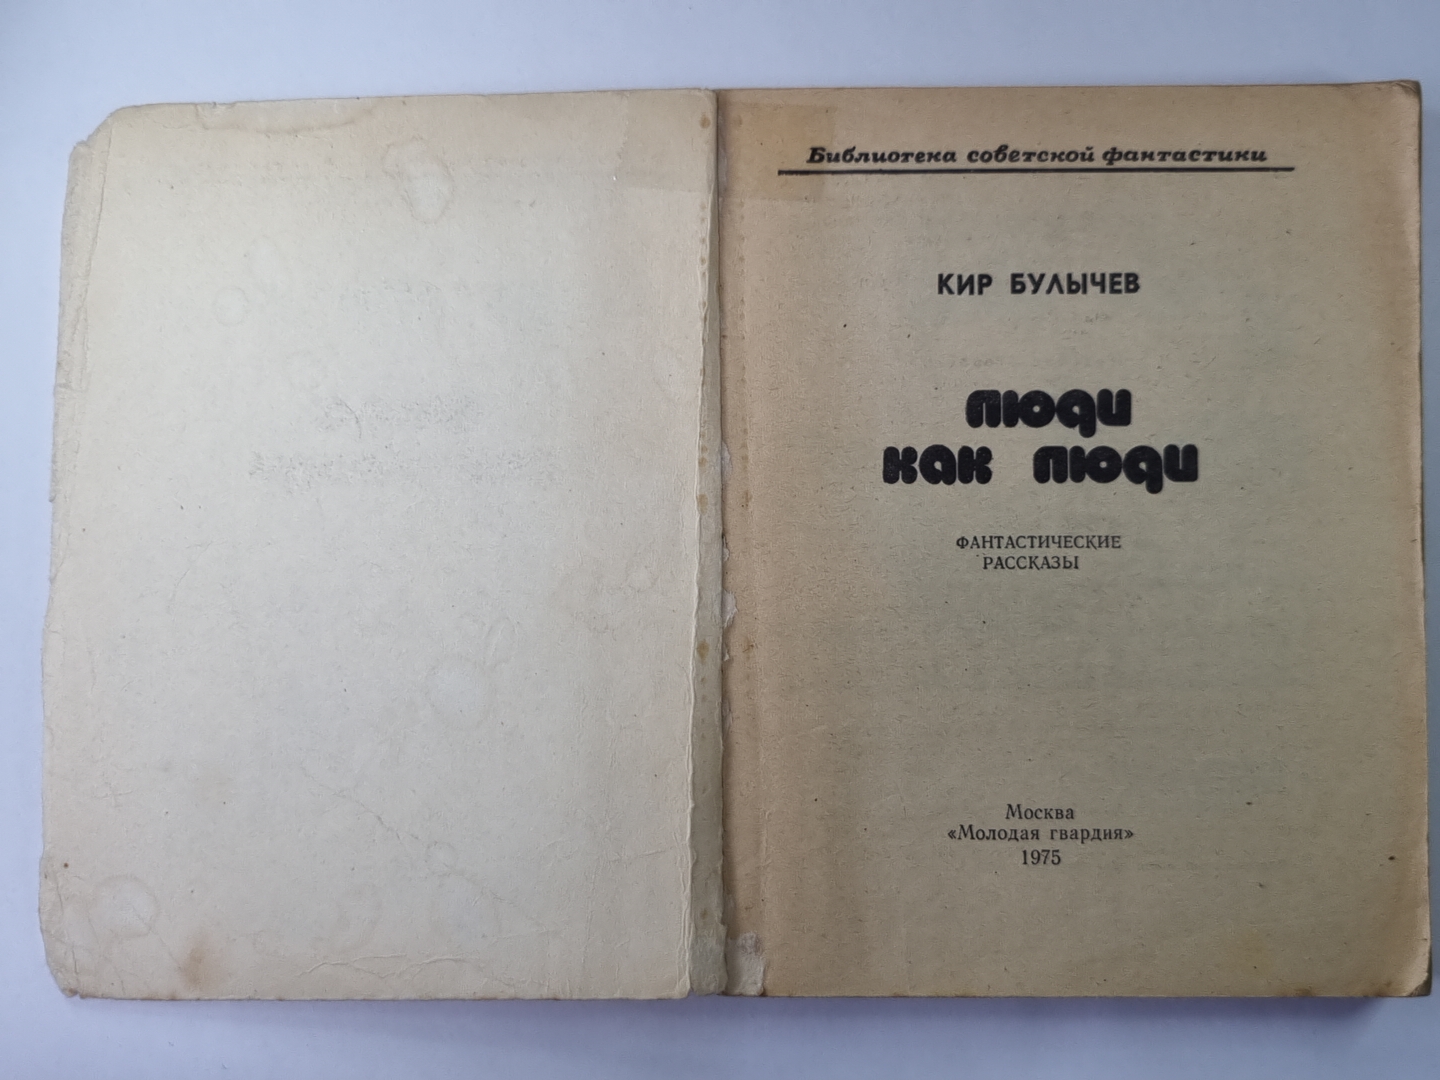 Библиотека советской фантастики
КИР БУЛЫЧЕВ
люди
как люди
ФАНТАСТИЧЕСКИЕ
РАССКАЗЫ
Москва
«Молодая гвардия»
1975